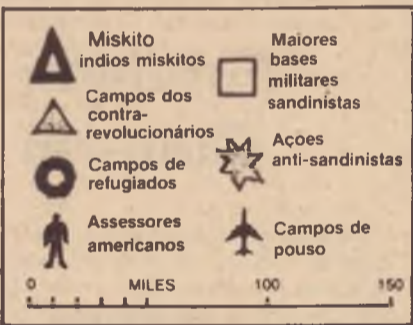 Miskito
indios miskitos
Campos dos
contra-
revolucionários
Campos de
refugiados
Assessores
americanos
Maiores
bases
militares
sandinistas
Açoes
anti-sandinistas
Campos de
pouso
0 MILES 100 150